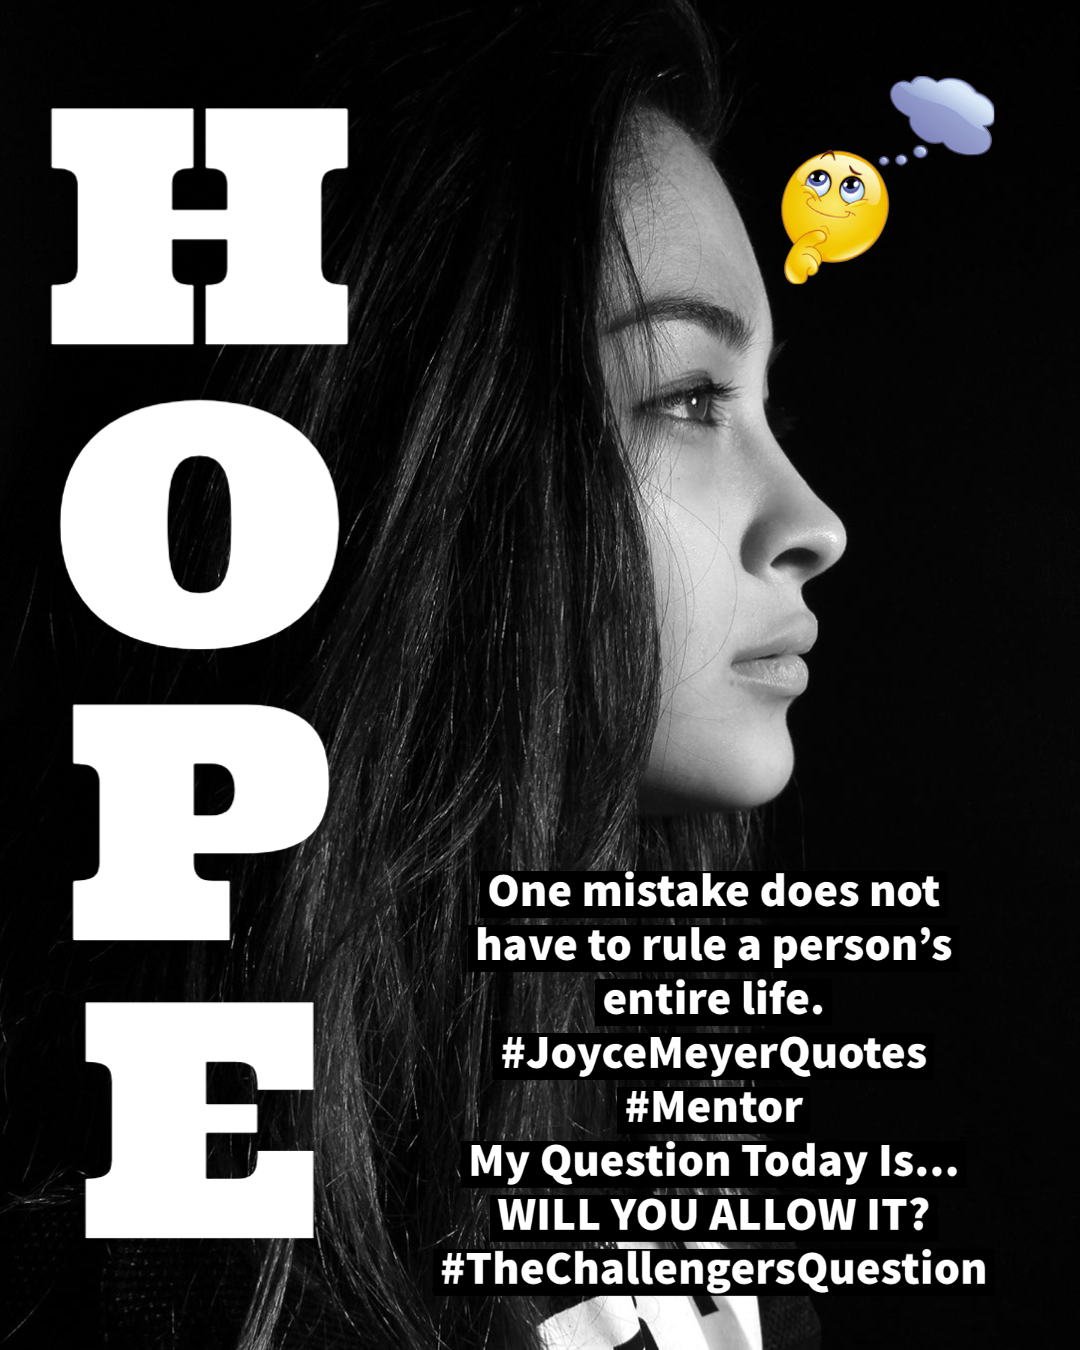 HOPE
One mistake does not
have to rule a person’s
entire life.
#JoyceMeyerQuotes
#Mentor
My Question Today Is...
WILL YOU ALLOW IT?
#TheChallengersQuestion